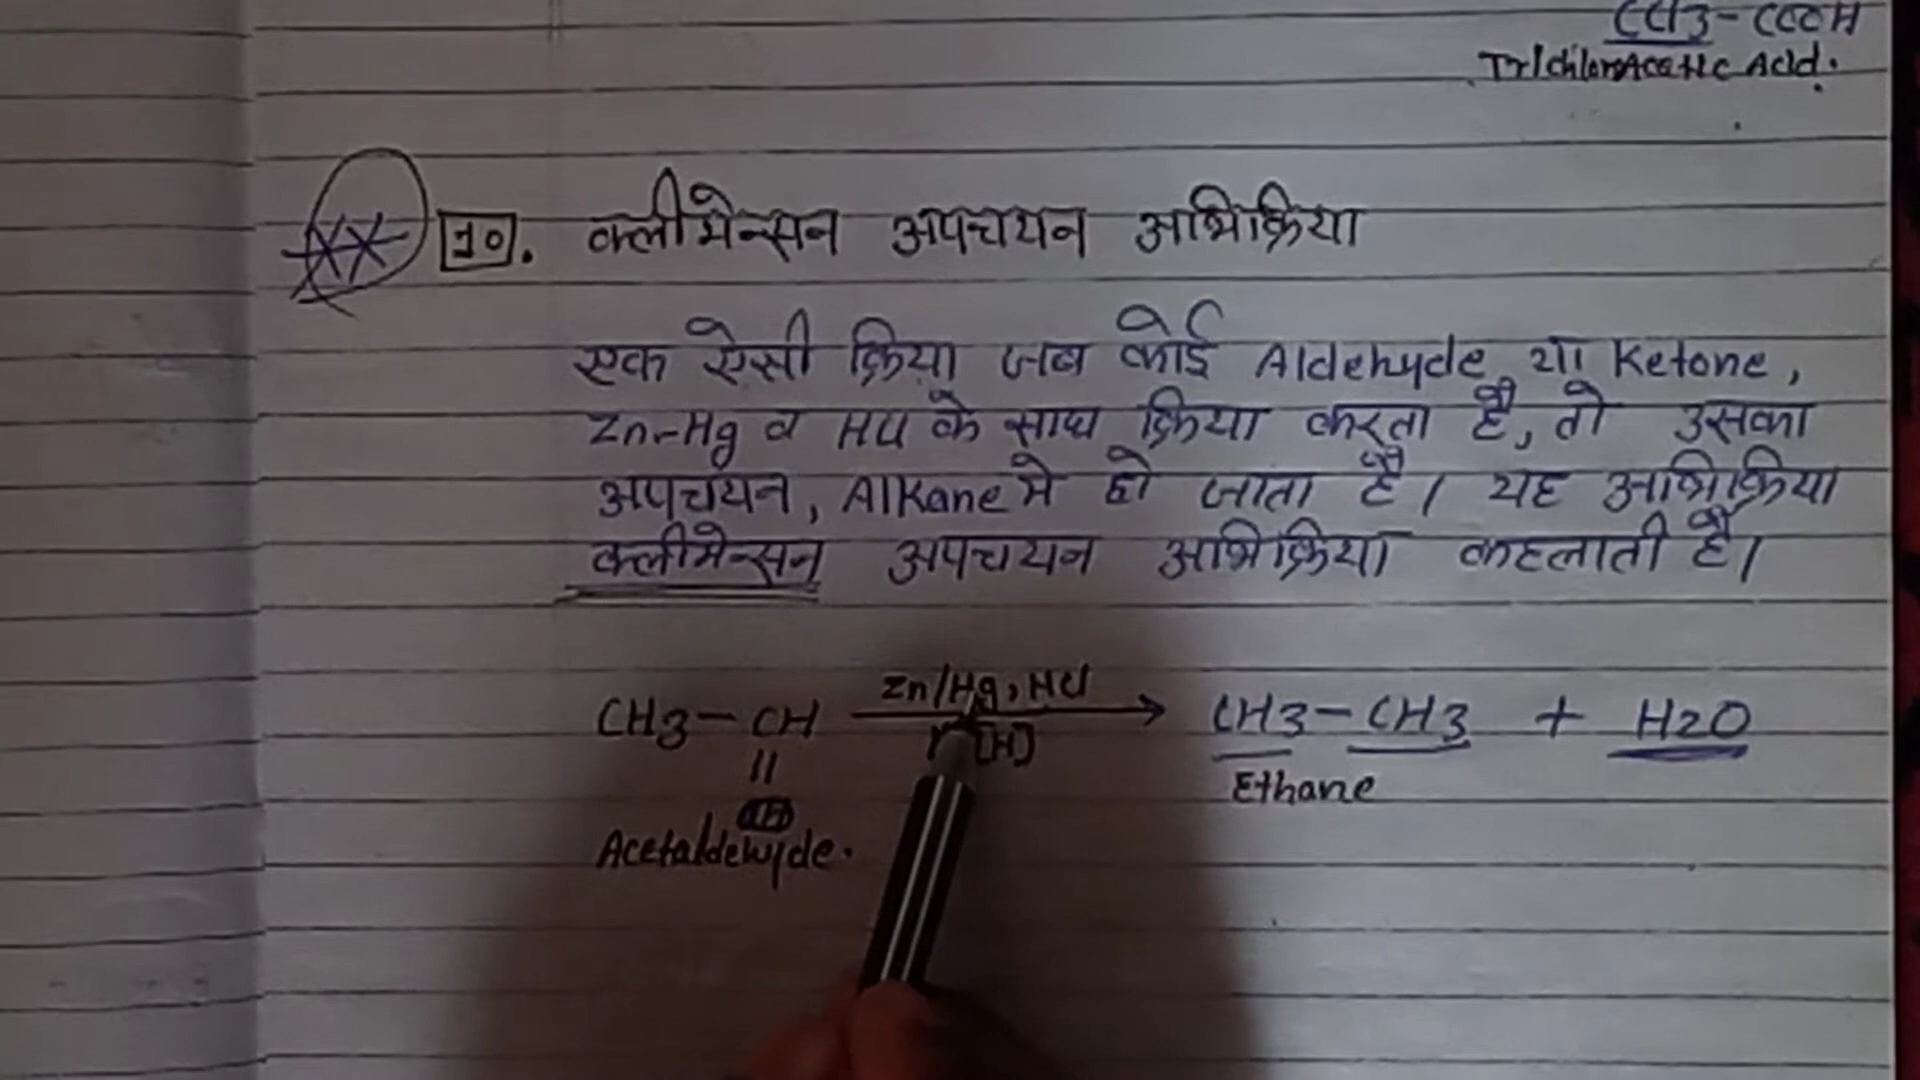 CCl3-COOH
TrichloroAcetic Acid.
10. क्लीमेन्सन अपचयन अभिक्रिया
एक ऐसी क्रिया जब कोई Aldehyde या Ketone,
Zn-Hg व HCl के साथ क्रिया करता है, तो उसका
अपचयन, Alkane मे हो जाता है। यह अभिक्रिया
क्लीमेन्सन अपचयन अभिक्रिया कहलाती है।
CH3-CH Zn/Hg, HCl CH3-CH3 + H2O
[H]
|| Ethane
O
Acetaldehyde.